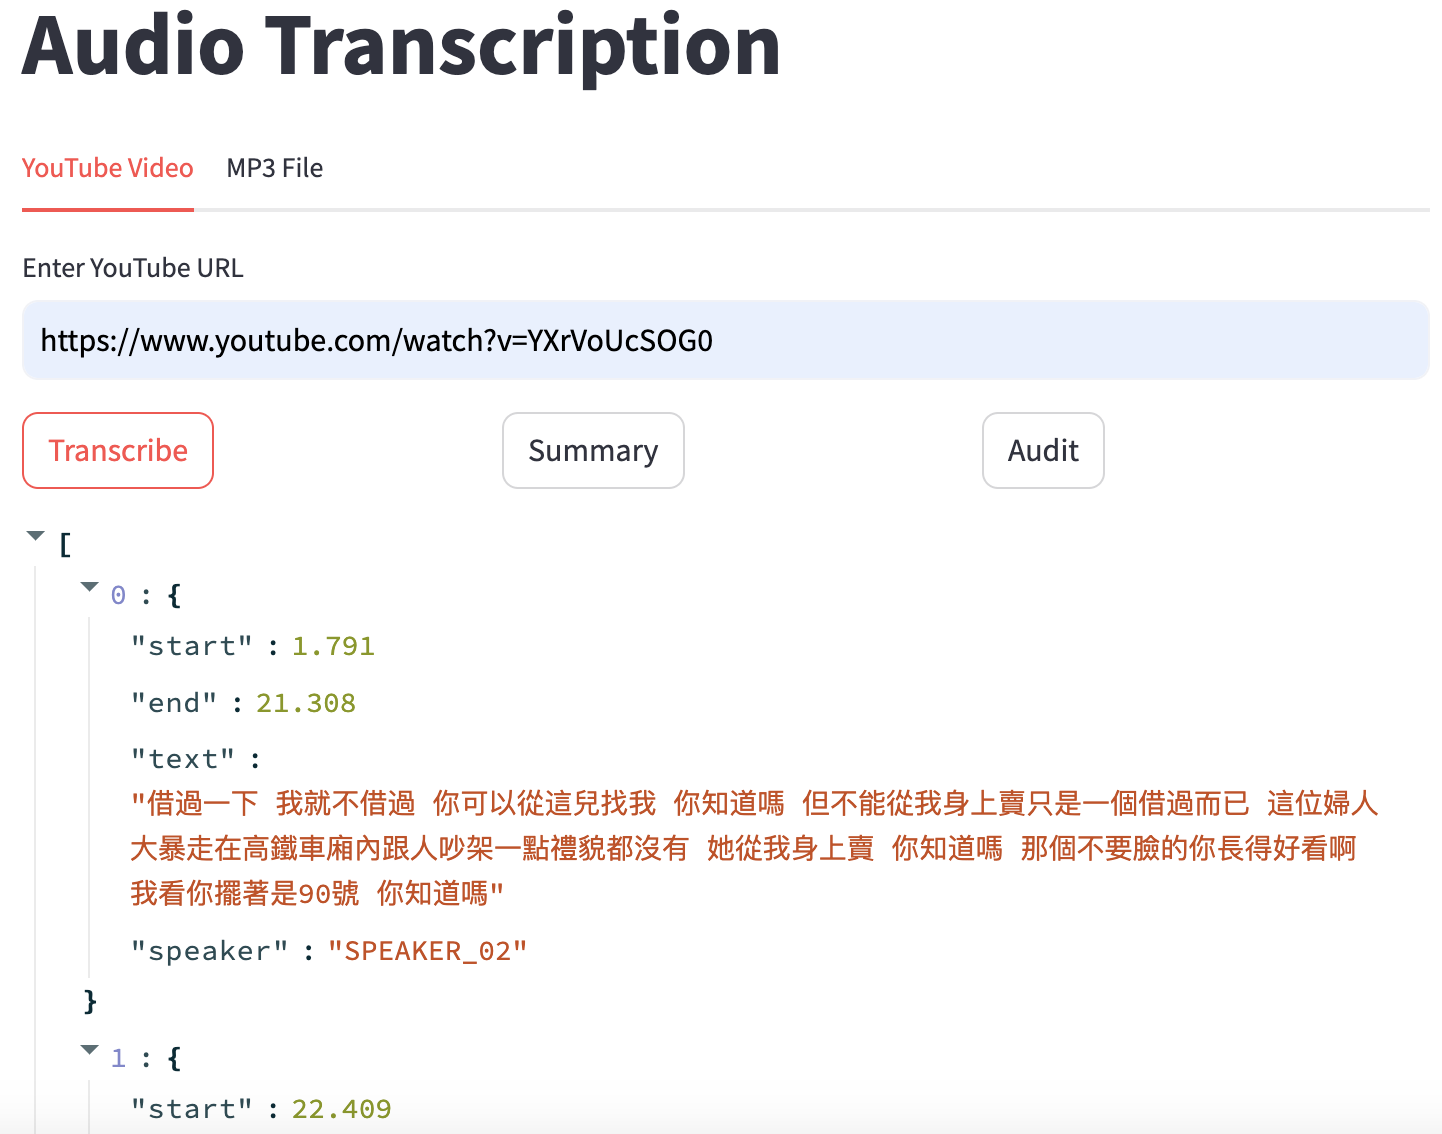 Audio Transcription
YouTube Video MP3 File
Enter YouTube URL
https://www.youtube.com/watch?v=YXrVoUcSOG0
Transcribe Summary Audit
[
0 : {
"start" : 1.791
"end" : 21.308
"text" :
"借過一下 我就不借過 你可以從這兒找我 你知道嗎 但不能從我身上賣只是一個借過而已 這位婦人
大暴走在高鐵車廂內跟人吵架一點禮貌都沒有 她從我身上賣 你知道嗎 那個不要臉的你長得好看啊
我看你擺著是90號 你知道嗎"
"speaker" : "SPEAKER_02"
}
1 : {
"start" : 22.409